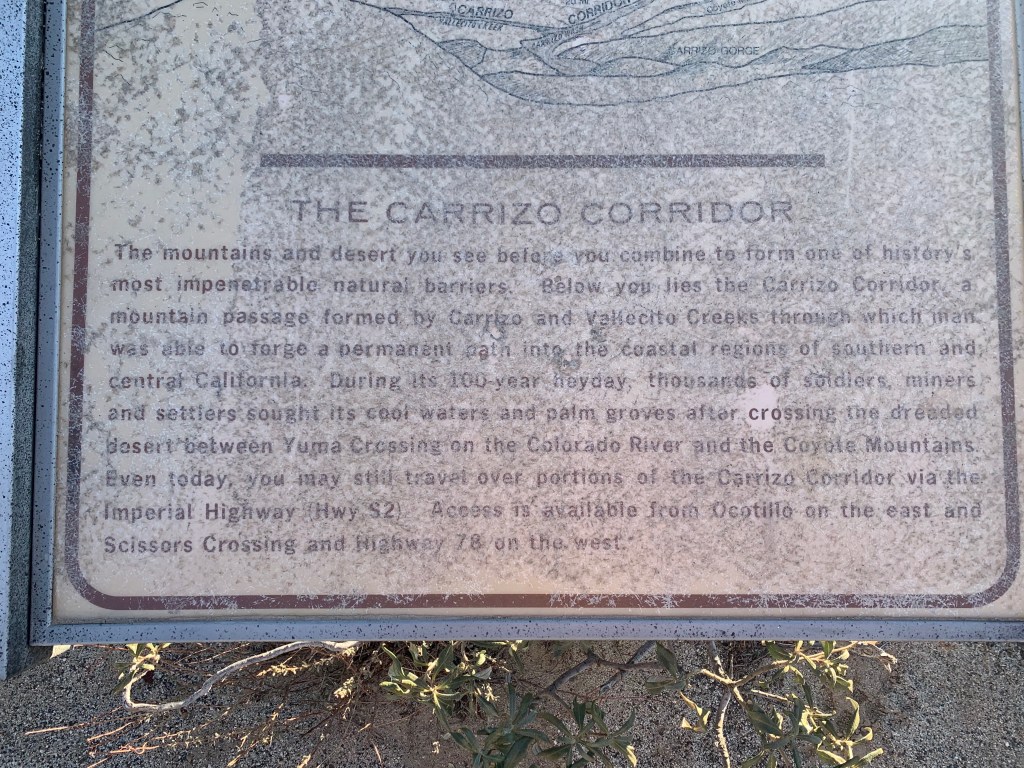 CARRIZO
CORRIDOR
VALLECITO CREEK
CARRIZO WASH
COYOTE
CARRIZO GORGE
THE CARRIZO CORRIDOR
The mountains and desert you see before you combine to form one of history's
most impenetrable natural barriers. Below you lies the Carrizo Corridor, a
mountain passage formed by Carrizo and Vallecito Creeks through which man
was able to forge a permanent path into the coastal regions of southern and
central California. During its 100-year heyday, thousands of soldiers, miners
and settlers sought its cool waters and palm groves after crossing the dreaded
desert between Yuma Crossing on the Colorado River and the Coyote Mountains.
Even today, you may still travel over portions of the Carrizo Corridor via the
Imperial Highway (Hwy S2). Access is available from Ocotillo on the east and
Scissors Crossing and Highway 78 on the west.